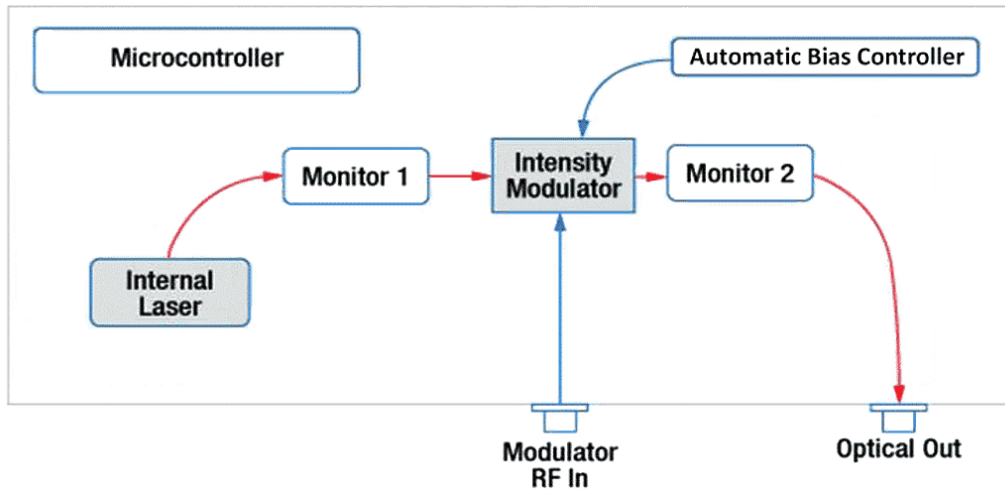 Microcontroller
Automatic Bias Controller
Monitor 1
Intensity
Modulator
Monitor 2
Internal
Laser
Modulator
RF In
Optical Out